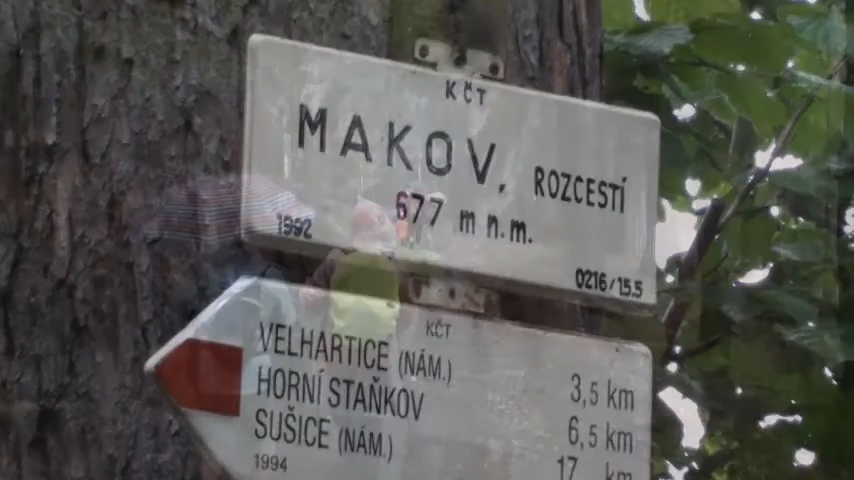 KČT
MAKOV, ROZCESTÍ
677 m n.m.
1992
0216/15.5
KČT
VELHARTICE (NÁM.) 3,5 km
HORNÍ STAŇKOV 6,5 km
SUŠICE (NÁM.) 17 km
1994